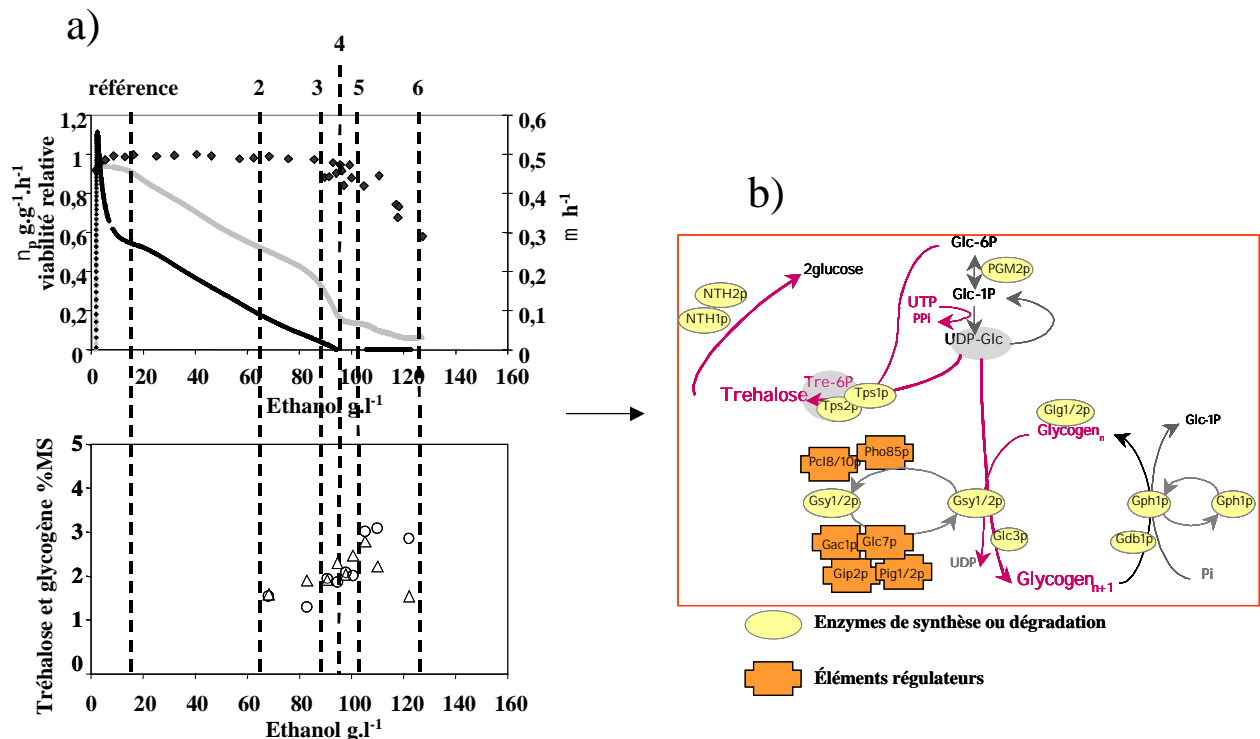 a)
4
référence 2 3 5 6
n_p g.g⁻¹.h⁻¹
viabilité relative
1,2
1
0,8
0,6
0,4
0,2
0
0,6
0,5
0,4
0,3
0,2
0,1
0
m h⁻¹
0 20 40 60 80 100 120 140 160
Ethanol g.l⁻¹
Tréhalose et glycogène %MS
5
4
3
2
1
0
0 20 40 60 80 100 120 140 160
Ethanol g.l⁻¹
b)
Glc-6P
PGM2p
2glucose
NTH2p
NTH1p
Glc-1P
UTP
PPi
UDP-Glc
Tre-6P
Trehalose
Tps1p
Tps2p
Glg1/2p
Glycogen_n
Glc-1P
Pho85p
Pcl8/10p
Gsy1/2p
Gsy1/2p
Gph1p
Gph1p
Gac1p
Glc7p
Glc3p
Gdb1p
Gip2p
Pig1/2p
UDP
Glycogen_n+1
Pi
Enzymes de synthèse ou dégradation
Éléments régulateurs